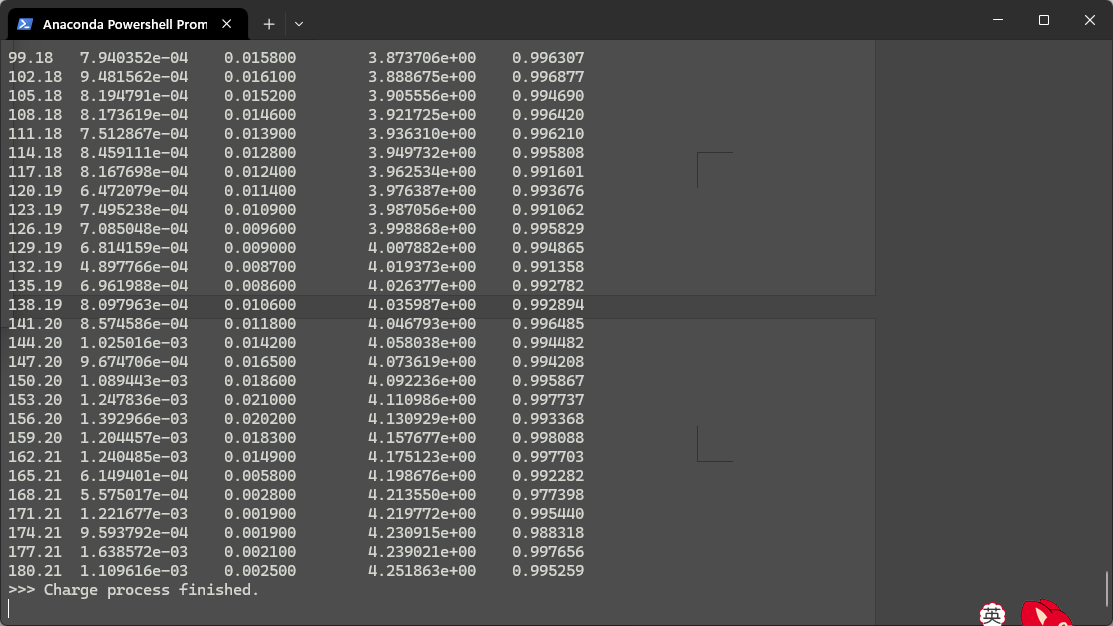 Anaconda Powershell Prom
99.18 7.940352e-04 0.015800 3.873706e+00 0.996307
102.18 9.481562e-04 0.016100 3.888675e+00 0.996877
105.18 8.194791e-04 0.015200 3.905556e+00 0.994690
108.18 8.173619e-04 0.014600 3.921725e+00 0.996420
111.18 7.512867e-04 0.013900 3.936310e+00 0.996210
114.18 8.459111e-04 0.012800 3.949732e+00 0.995808
117.18 8.167698e-04 0.012400 3.962534e+00 0.991601
120.19 6.472079e-04 0.011400 3.976387e+00 0.993676
123.19 7.495238e-04 0.010900 3.987056e+00 0.991062
126.19 7.085048e-04 0.009600 3.998868e+00 0.995829
129.19 6.814159e-04 0.009000 4.007882e+00 0.994865
132.19 4.897766e-04 0.008700 4.019373e+00 0.991358
135.19 6.961988e-04 0.008600 4.026377e+00 0.992782
138.19 8.097963e-04 0.010600 4.035987e+00 0.992894
141.20 8.574586e-04 0.011800 4.046793e+00 0.996485
144.20 1.025016e-03 0.014200 4.058038e+00 0.994482
147.20 9.674706e-04 0.016500 4.073619e+00 0.994208
150.20 1.089443e-03 0.018600 4.092236e+00 0.995867
153.20 1.247836e-03 0.021000 4.110986e+00 0.997737
156.20 1.392966e-03 0.020200 4.130929e+00 0.993368
159.20 1.204457e-03 0.018300 4.157677e+00 0.998088
162.21 1.240485e-03 0.014900 4.175123e+00 0.997703
165.21 6.149401e-04 0.005800 4.198676e+00 0.992282
168.21 5.575017e-04 0.002800 4.213550e+00 0.977398
171.21 1.221677e-03 0.001900 4.219772e+00 0.995440
174.21 9.593792e-04 0.001900 4.230915e+00 0.988318
177.21 1.638572e-03 0.002100 4.239021e+00 0.997656
180.21 1.109616e-03 0.002500 4.251863e+00 0.995259
>>> Charge process finished.
英